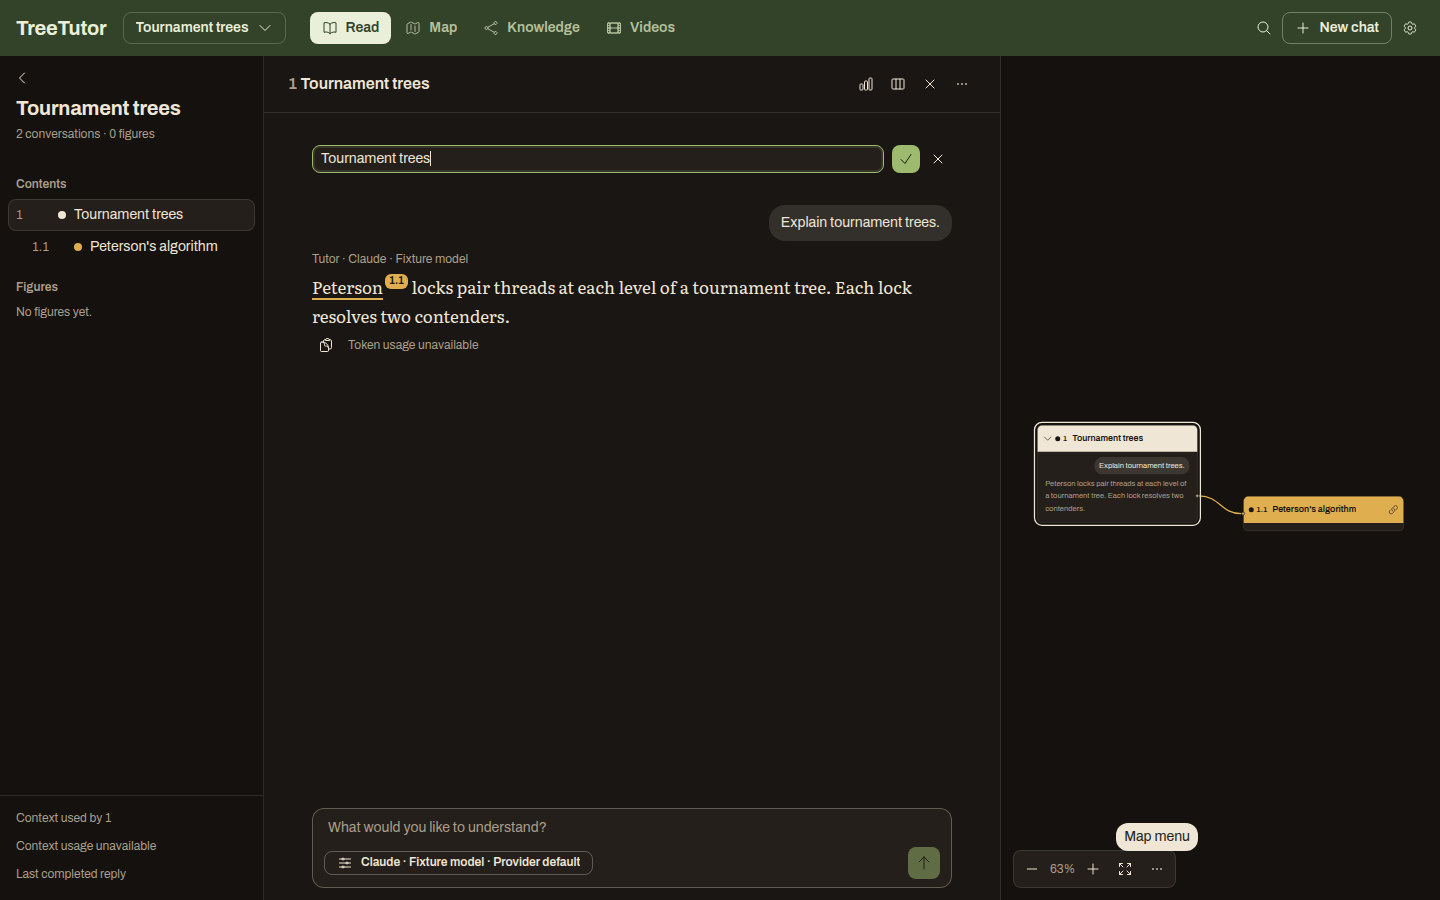 TreeTutor
Tournament trees
Read
Map
Knowledge
Videos
New chat
Tournament trees
2 conversations · 0 figures
Contents
1 Tournament trees
1.1 Peterson's algorithm
Figures
No figures yet.
Context used by 1
Context usage unavailable
Last completed reply
1 Tournament trees
Tournament trees
Explain tournament trees.
Tutor · Claude · Fixture model
Peterson 1.1 locks pair threads at each level of a tournament tree. Each lock
resolves two contenders.
Token usage unavailable
What would you like to understand?
Claude · Fixture model · Provider default
1 Tournament trees
Explain tournament trees.
Peterson locks pair threads at each level of
a tournament tree. Each lock resolves two
contenders.
1.1 Peterson's algorithm
Map menu
63%